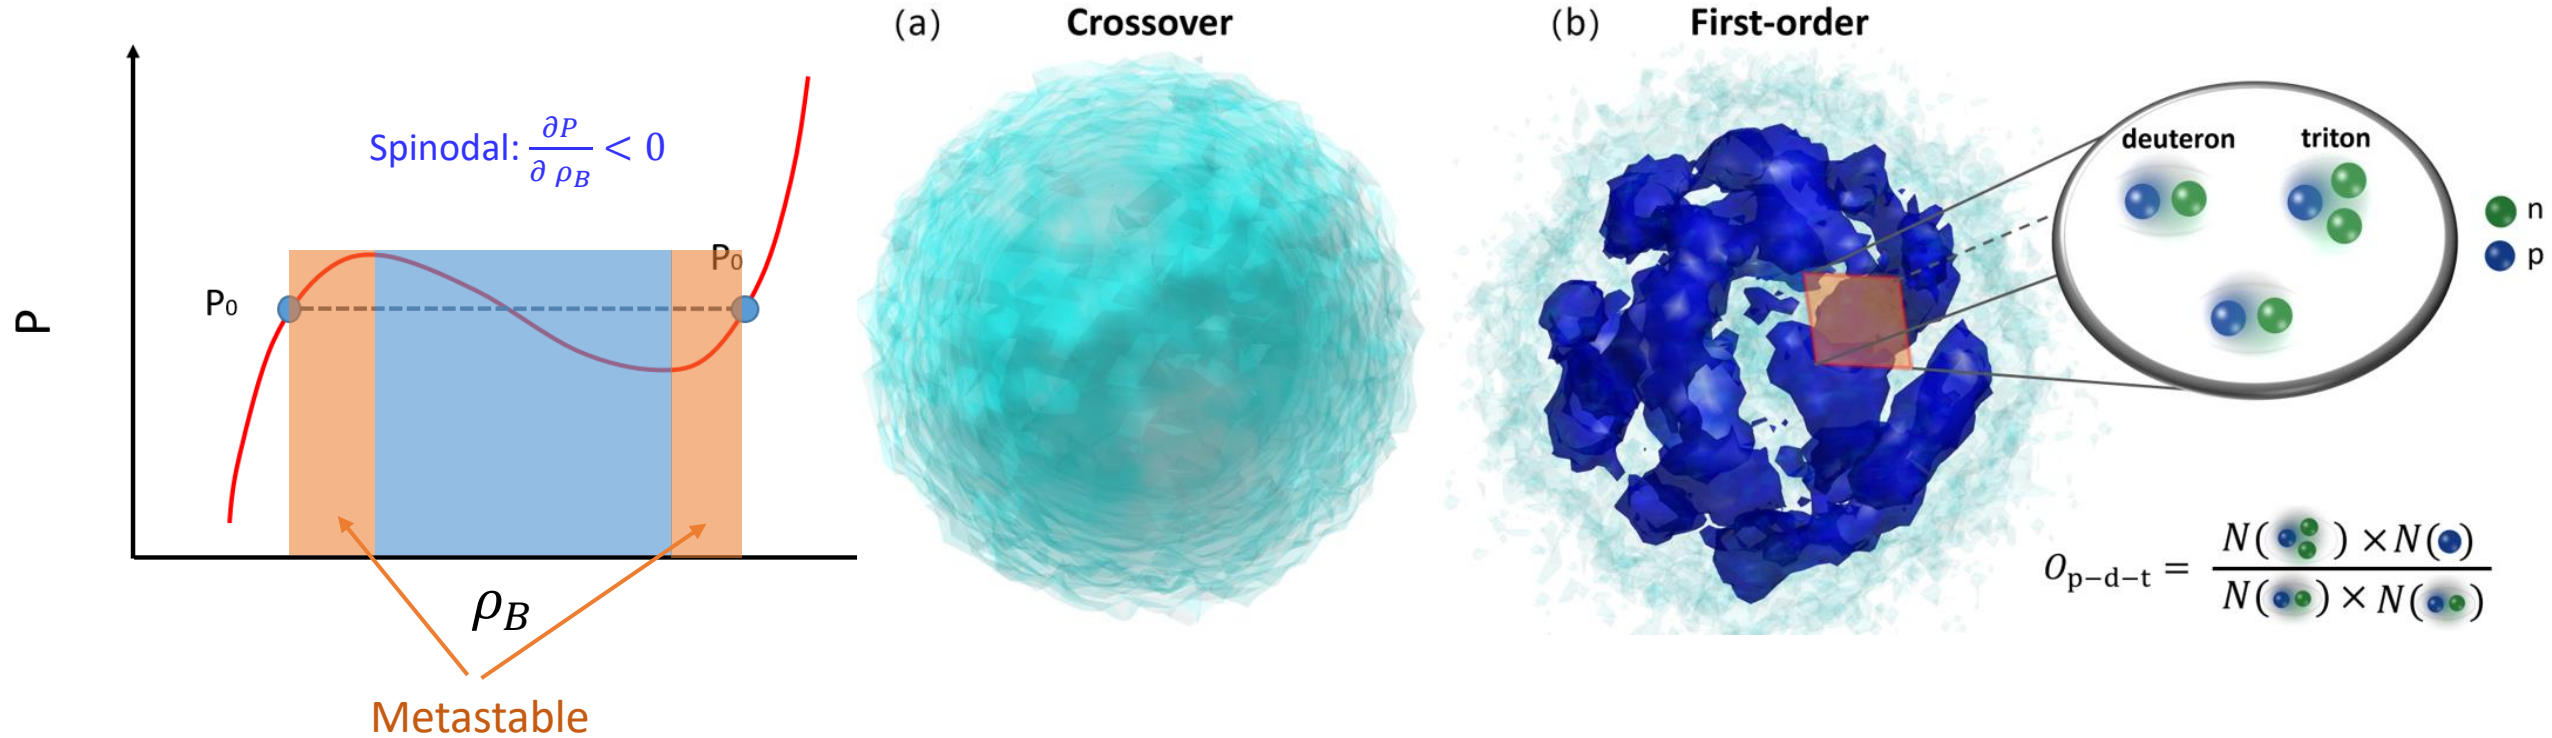 P
Spinodal: ∂P/∂ρ_B < 0
P₀
P₀
ρ_B
Metastable
(a) Crossover
(b) First-order
deuteron
triton
n
p
O_p−d−t = N( ) × N( ) / N( ) × N( )